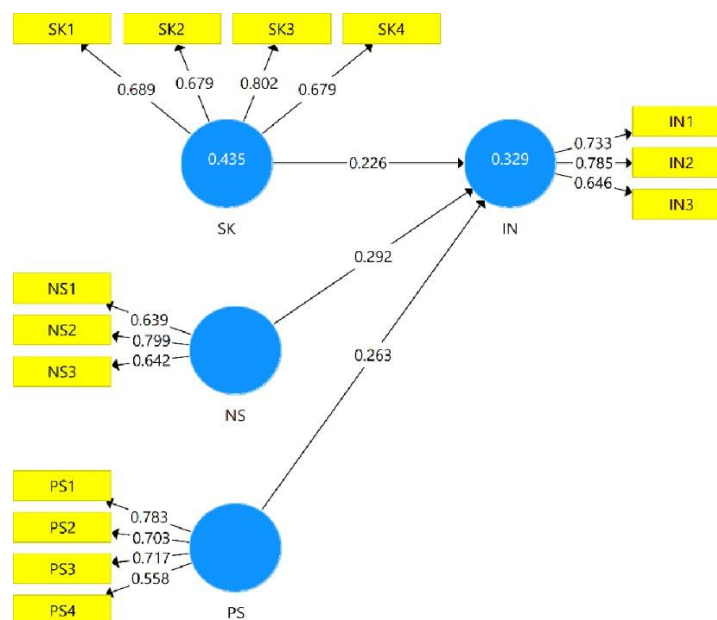 SK1 SK2 SK3 SK4
0.689 0.679 0.802 0.679
0.435
SK
0.226
0.329
IN
0.733
0.785
0.646
IN1
IN2
IN3
0.292
NS1
NS2
NS3
0.639
0.799
0.642
NS
0.263
PS1
PS2
PS3
PS4
0.783
0.703
0.717
0.558
PS